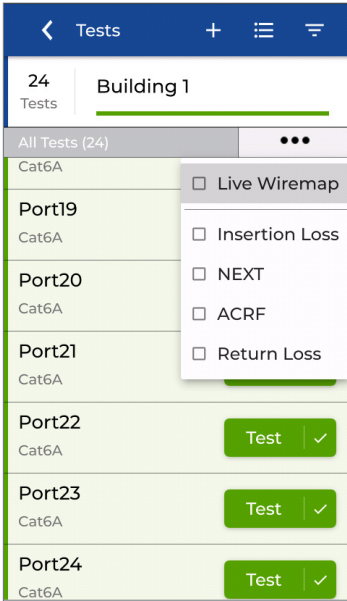 Tests
24
Tests
Building 1
All Tests (24)
Cat6A
Live Wiremap
Port19
Cat6A
Insertion Loss
NEXT
Port20
Cat6A
ACRF
Port21
Cat6A
Return Loss
Port22
Cat6A
Test
Port23
Cat6A
Test
Port24
Cat6A
Test